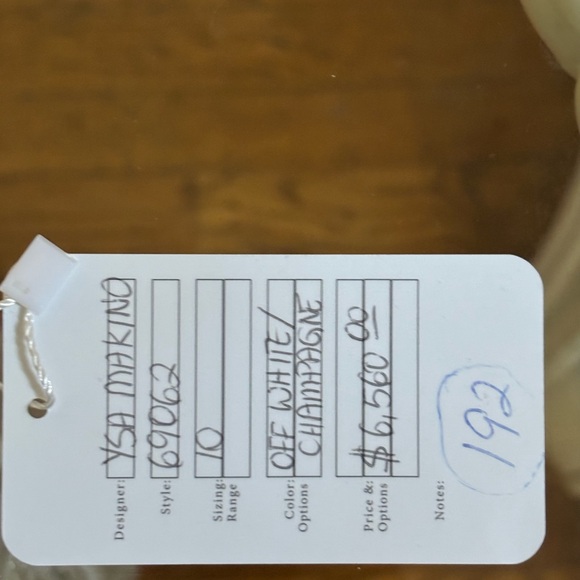 Designer: YSA MAKINO
Style: 69062
Sizing: 10
Range
Color: OFF WHITE/
Options CHAMPAGNE
Price &: $6,560 00
Options
Notes:
192